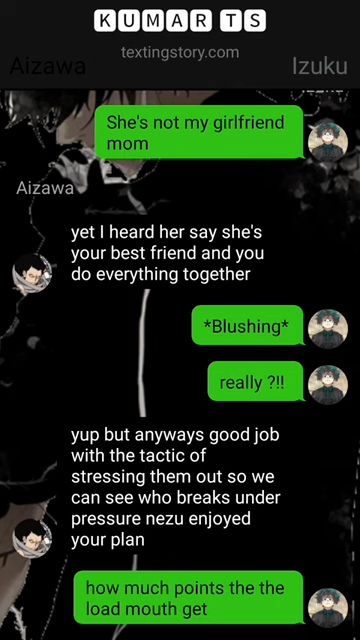 KUMAR TS
textingstory.com
Aizawa
Izuku
She's not my girlfriend
mom
Aizawa
yet I heard her say she's
your best friend and you
do everything together
*Blushing*
really ?!!
yup but anyways good job
with the tactic of
stressing them out so we
can see who breaks under
pressure nezu enjoyed
your plan
how much points the the
load mouth get